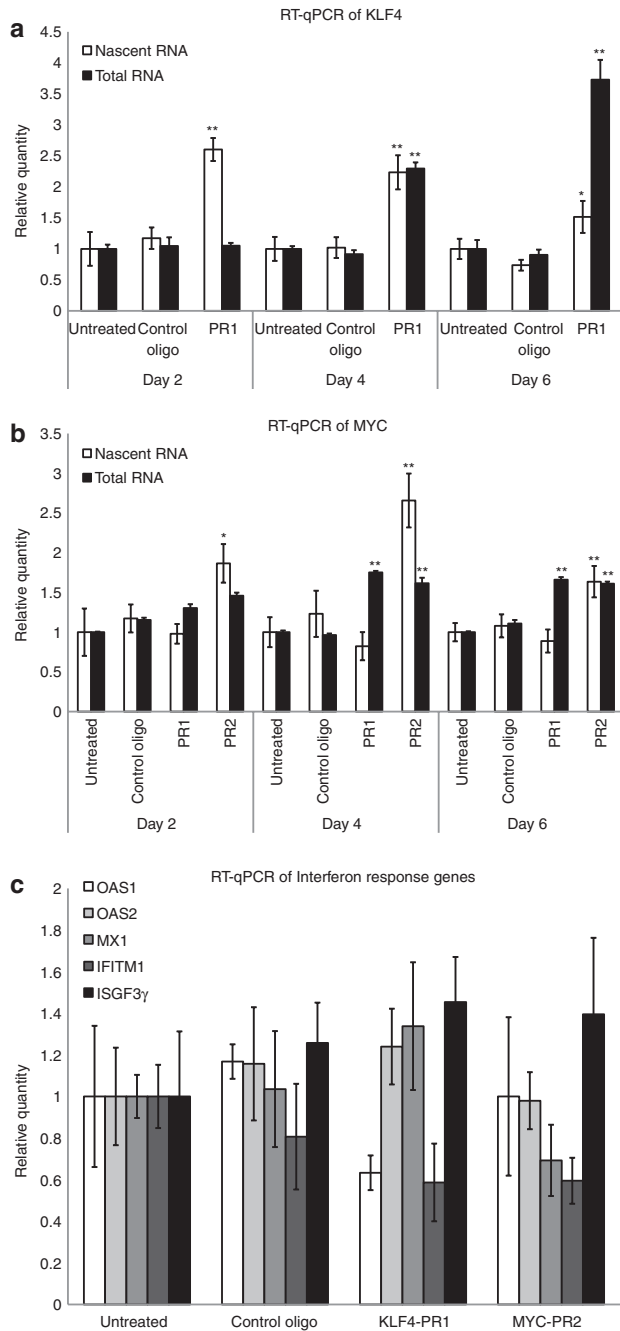 a
RT-qPCR of KLF4
4.5
4
3.5
3
2.5
2
1.5
1
0.5
0
Relative quantity
Nascent RNA
Total RNA
**
** **
*
**
Untreated Control oligo PR1 Untreated Control oligo PR1 Untreated Control oligo PR1
Day 2 Day 4 Day 6
b
RT-qPCR of MYC
3.5
3
2.5
2
1.5
1
0.5
0
Relative quantity
Nascent RNA
Total RNA
*
**
**
**
**
**
**
Untreated Control oligo PR1 PR2 Untreated Control oligo PR1 PR2 Untreated Control oligo PR1 PR2
Day 2 Day 4 Day 6
c
RT-qPCR of Interferon response genes
2
1.8
1.6
1.4
1.2
1
0.8
0.6
0.4
0.2
0
Relative quantity
OAS1
OAS2
MX1
IFITM1
ISGF3γ
Untreated Control oligo KLF4-PR1 MYC-PR2